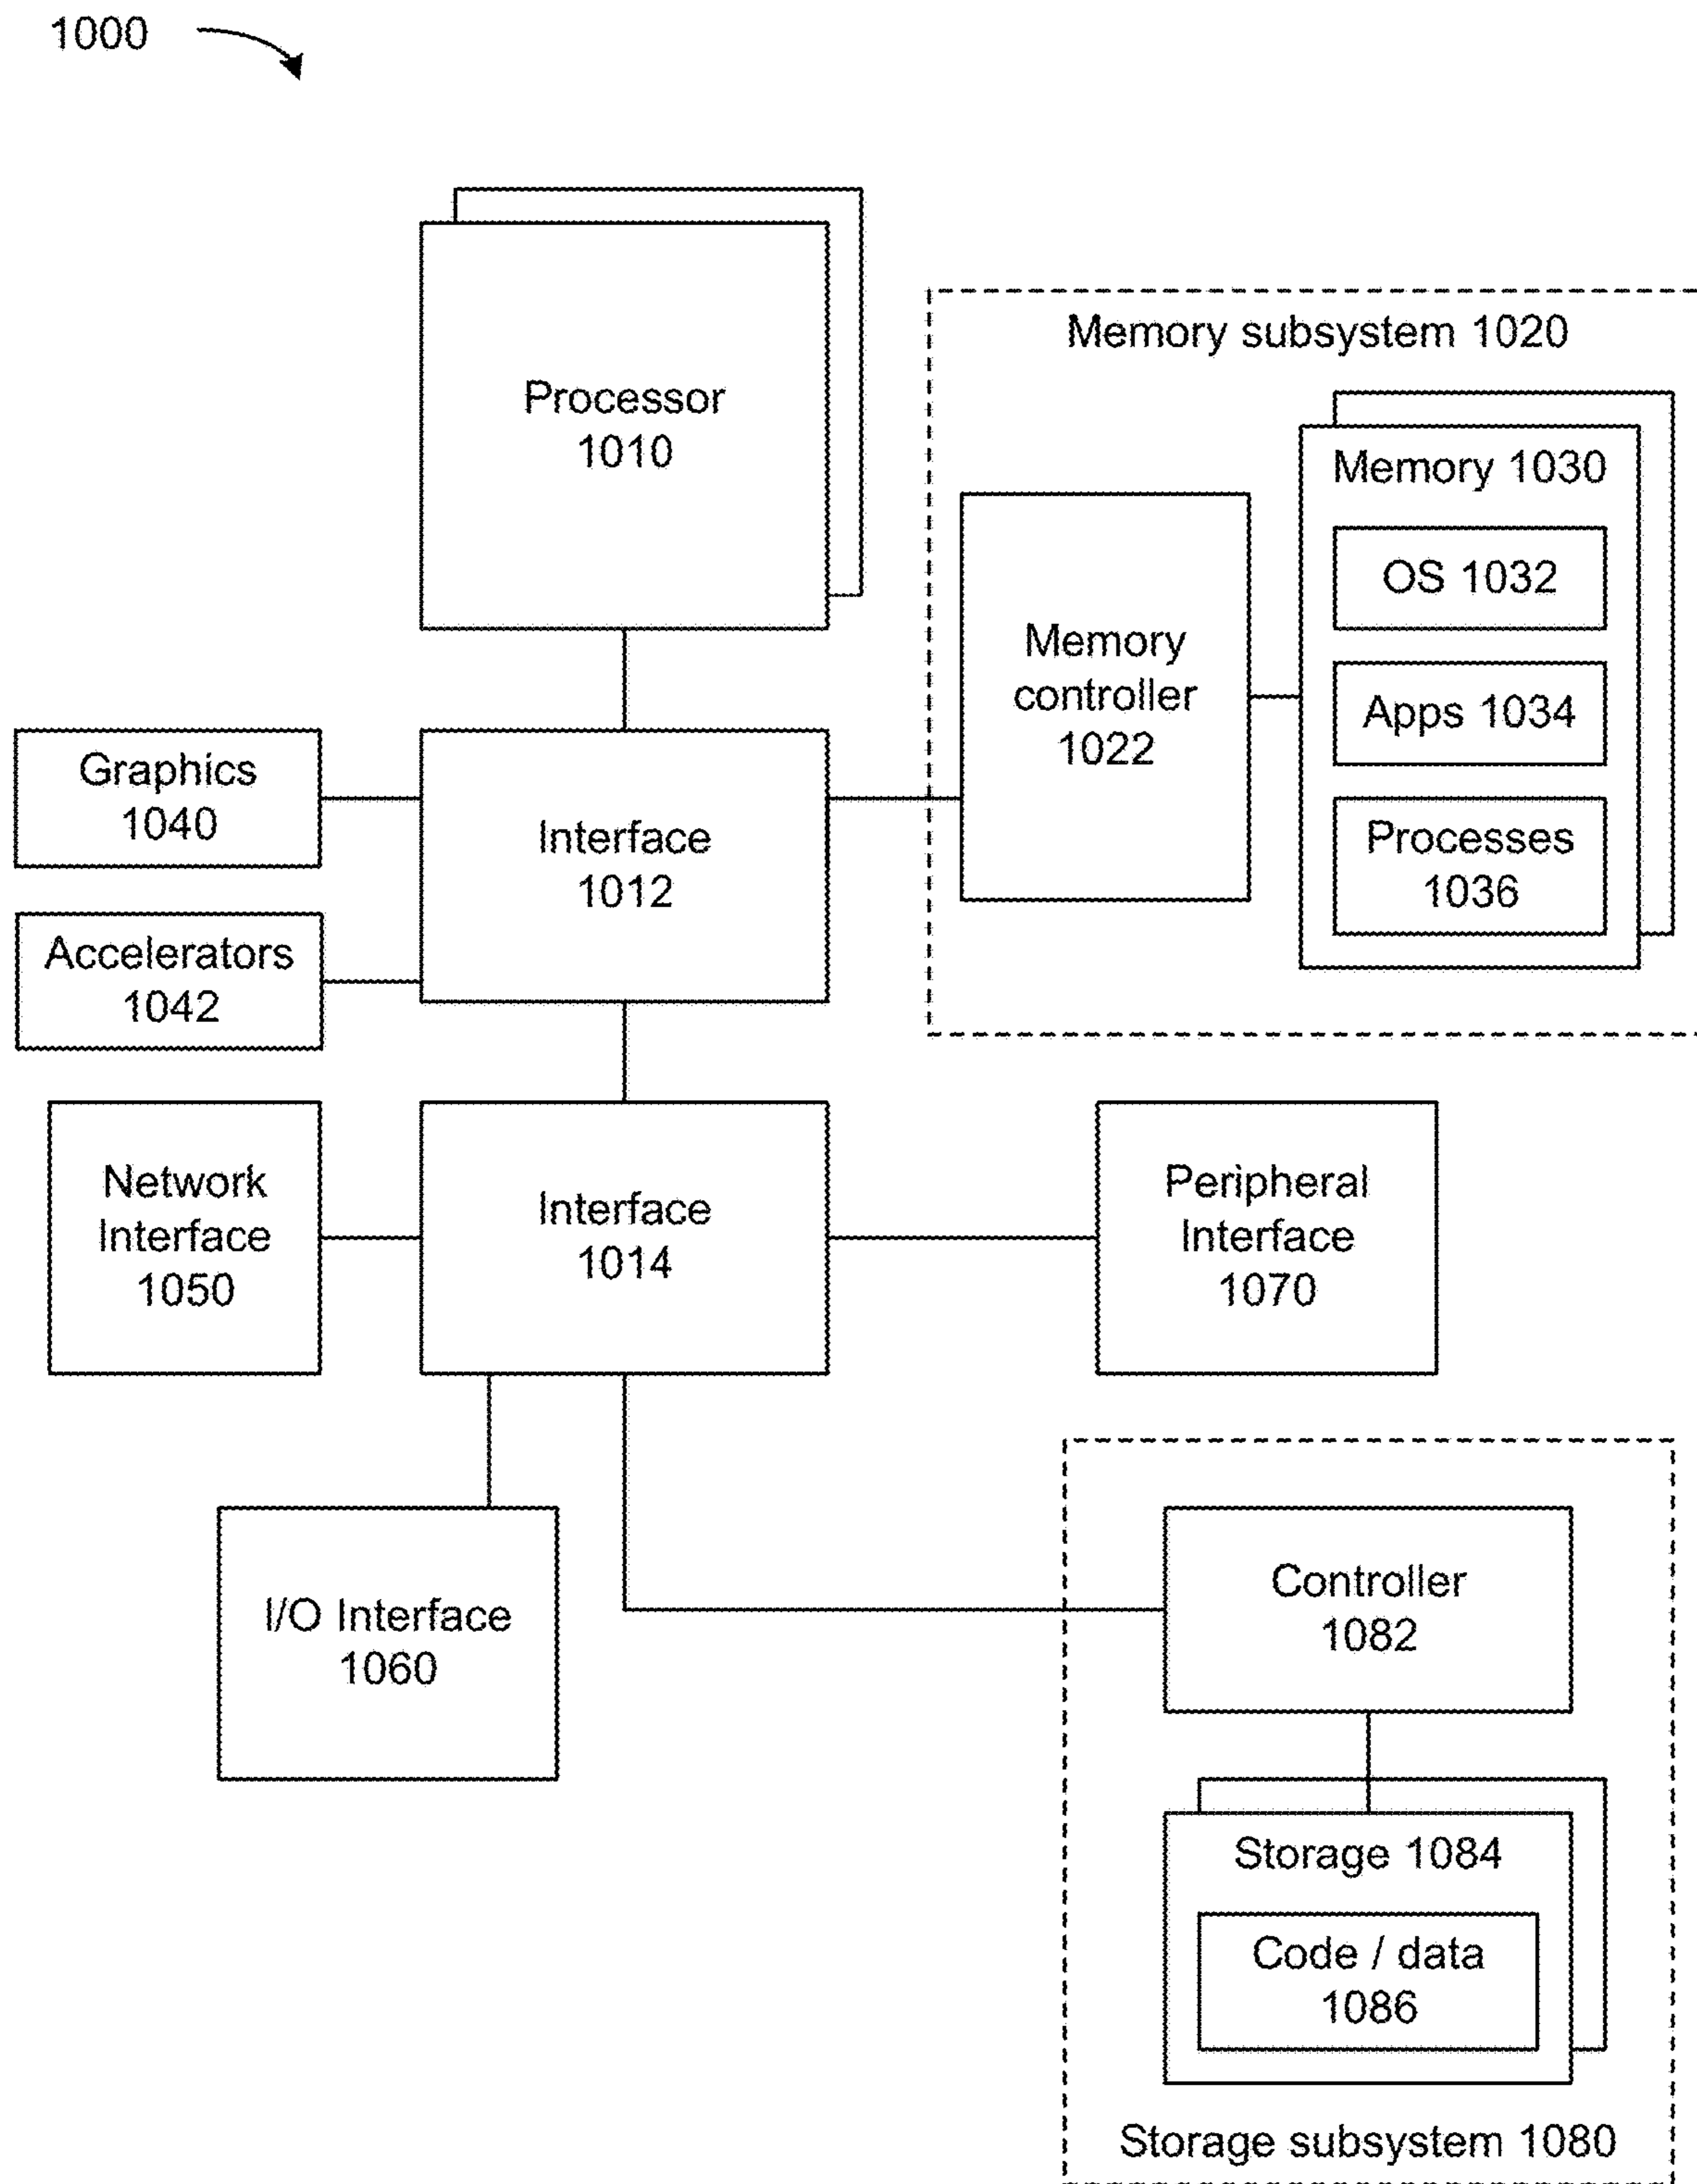 1000
Processor
1010
Memory subsystem 1020
Memory 1030
OS 1032
Memory
controller
1022
Apps 1034
Processes
1036
Graphics
1040
Interface
1012
Accelerators
1042
Network
Interface
1050
Interface
1014
Peripheral
Interface
1070
I/O Interface
1060
Controller
1082
Storage 1084
Code / data
1086
Storage subsystem 1080